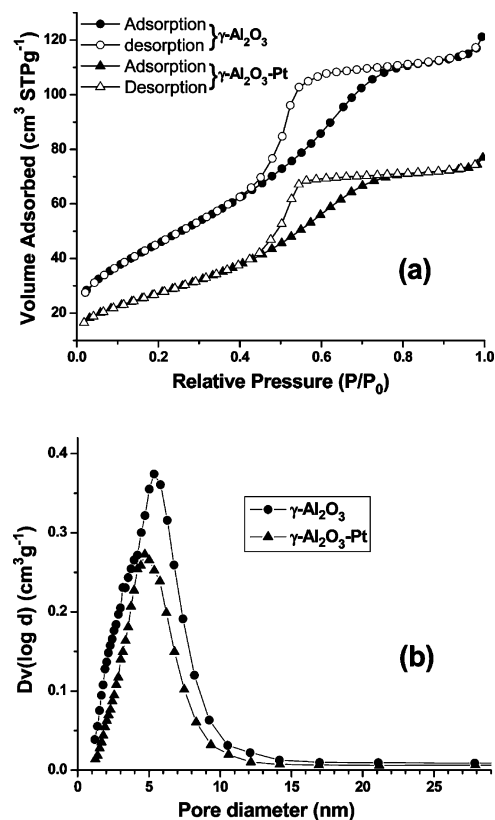 Adsorption
desorption
γ-Al₂O₃
Adsorption
Desorption
γ-Al₂O₃-Pt
120
100
80
60
40
20
Volume Adsorbed (cm³ STPg⁻¹)
(a)
0.0 0.2 0.4 0.6 0.8 1.0
Relative Pressure (P/P₀)
0.4
0.3
0.2
0.1
0.0
Dv(log d) (cm³g⁻¹)
γ-Al₂O₃
γ-Al₂O₃-Pt
(b)
0 5 10 15 20 25
Pore diameter (nm)